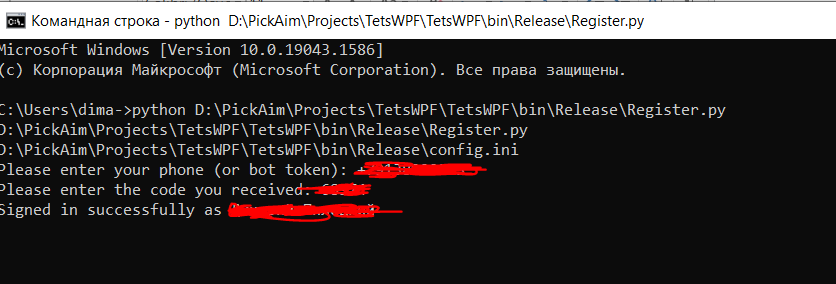 Командная строка - python D:\PickAim\Projects\TetsWPF\TetsWPF\bin\Release\Register.py
Microsoft Windows [Version 10.0.19043.1586]
(c) Корпорация Майкрософт (Microsoft Corporation). Все права защищены.
C:\Users\dima->python D:\PickAim\Projects\TetsWPF\TetsWPF\bin\Release\Register.py
D:\PickAim\Projects\TetsWPF\TetsWPF\bin\Release\Register.py
D:\PickAim\Projects\TetsWPF\TetsWPF\bin\Release\config.ini
Please enter your phone (or bot token):
Please enter the code you received:
Signed in successfully as